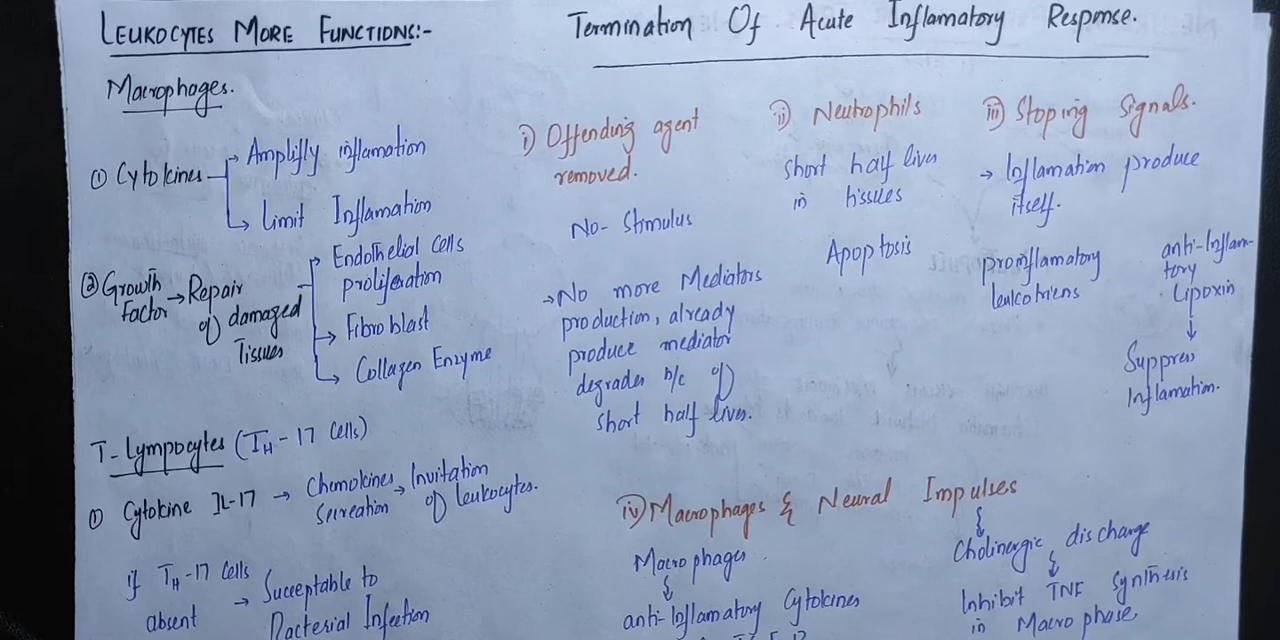 LEUKOCYTES MORE FUNCTIONS:-
Macrophages.
① Cytokines
→ Amplifly inflamation
↳ Limit Inflamation
② Growth Factor → Repair of damaged Tissues
→ Endothelial Cells proliferation
→ Fibroblast
↳ Collagen Enzyme
T-Lympocytes (TH-17 Cells)
① Cytokine IL-17 → Chemokines Secreation → Invitation of leukocytes.
if TH-17 Cells absent → Suceptable to Bacterial Infection
Termination Of Acute Inflamatory Response.
i) Offending agent
removed.
No- Stimulus
→ No more Mediators
production, already
produce mediator
degrades b/c of
short half lives.
ii) Neutrophils
Short half lives
in tissues
Apoptosis
iii) Stoping Signals.
→ Inflamation produce
itself.
proinflamatory
leucotriens
anti-Inflam-
tory
Lipoxin
↓
Suppress
Inflamation.
iv) Macrophages & Neural Impulses
Macrophages
↓
anti-Inflamatory Cytokines
Cholinergic discharge
↓
Inhibit TNF Synthesis
in Macrophase